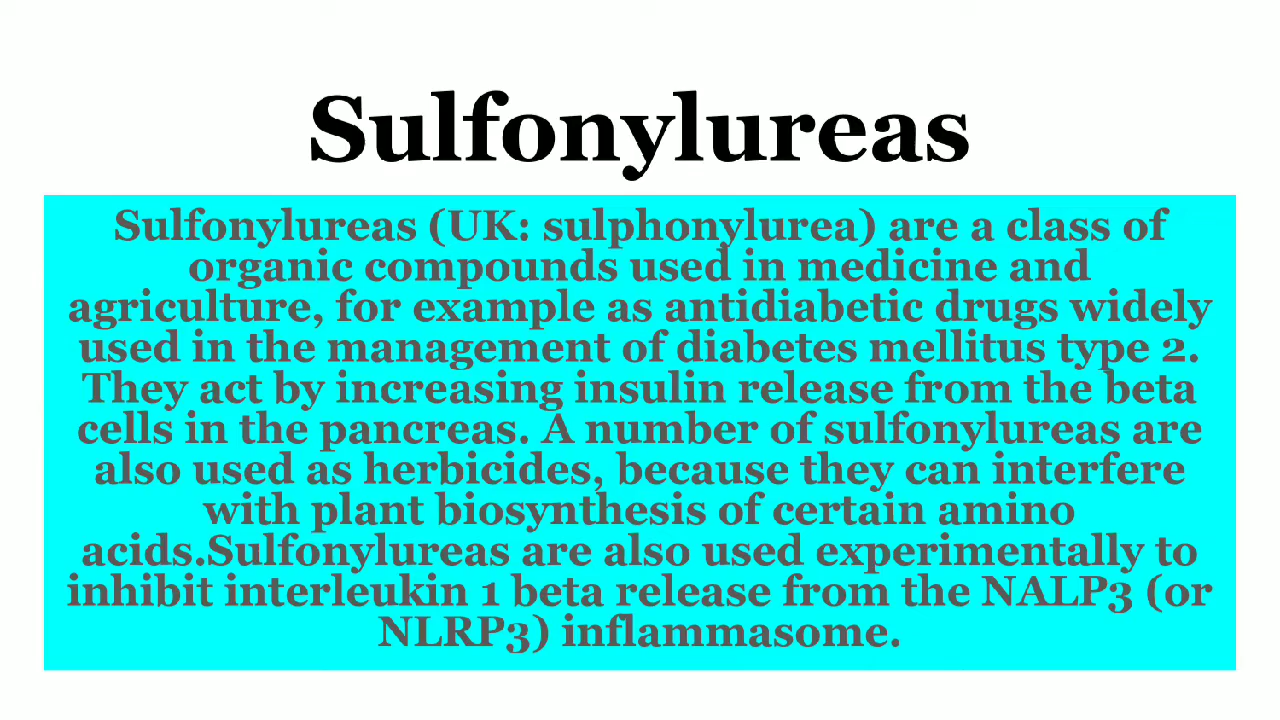 Sulfonylureas
Sulfonylureas (UK: sulphonylurea) are a class of
organic compounds used in medicine and
agriculture, for example as antidiabetic drugs widely
used in the management of diabetes mellitus type 2.
They act by increasing insulin release from the beta
cells in the pancreas. A number of sulfonylureas are
also used as herbicides, because they can interfere
with plant biosynthesis of certain amino
acids.Sulfonylureas are also used experimentally to
inhibit interleukin 1 beta release from the NALP3 (or
NLRP3) inflammasome.